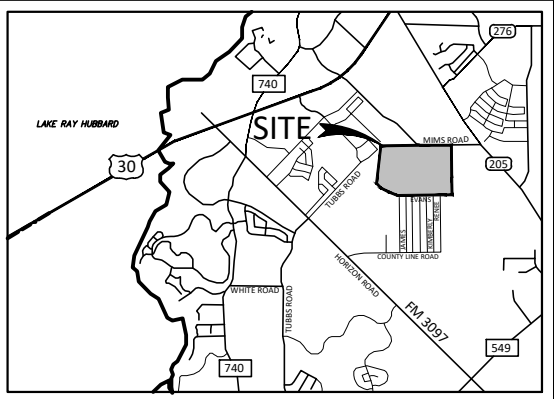 276
740
LAKE RAY HUBBARD
SITE
MIMS ROAD
30
205
TUBBS ROAD
EVANS
JAMES
KIMBERLY
RENEE
COUNTY LINE ROAD
HORIZON ROAD
WHITE ROAD
TUBBS ROAD
FM 3097
549
740